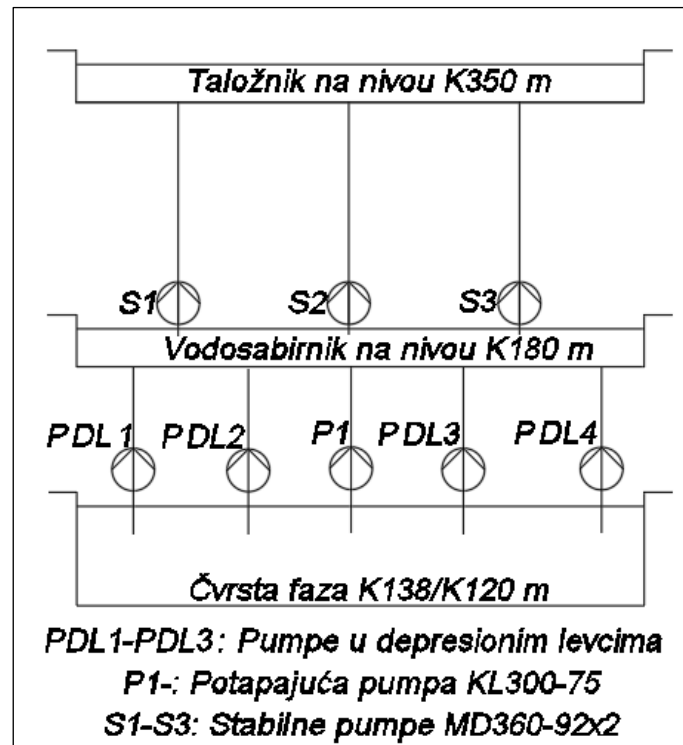 Taložnik na nivou K350 m
S1 S2 S3
Vodosabirnik na nivou K180 m
PDL1 PDL2 P1 PDL3 PDL4
Čvrsta faza K138/K120 m
PDL1-PDL3: Pumpe u depresionim levcima
P1-: Potapajuća pumpa KL300-75
S1-S3: Stabilne pumpe MD360-92x2